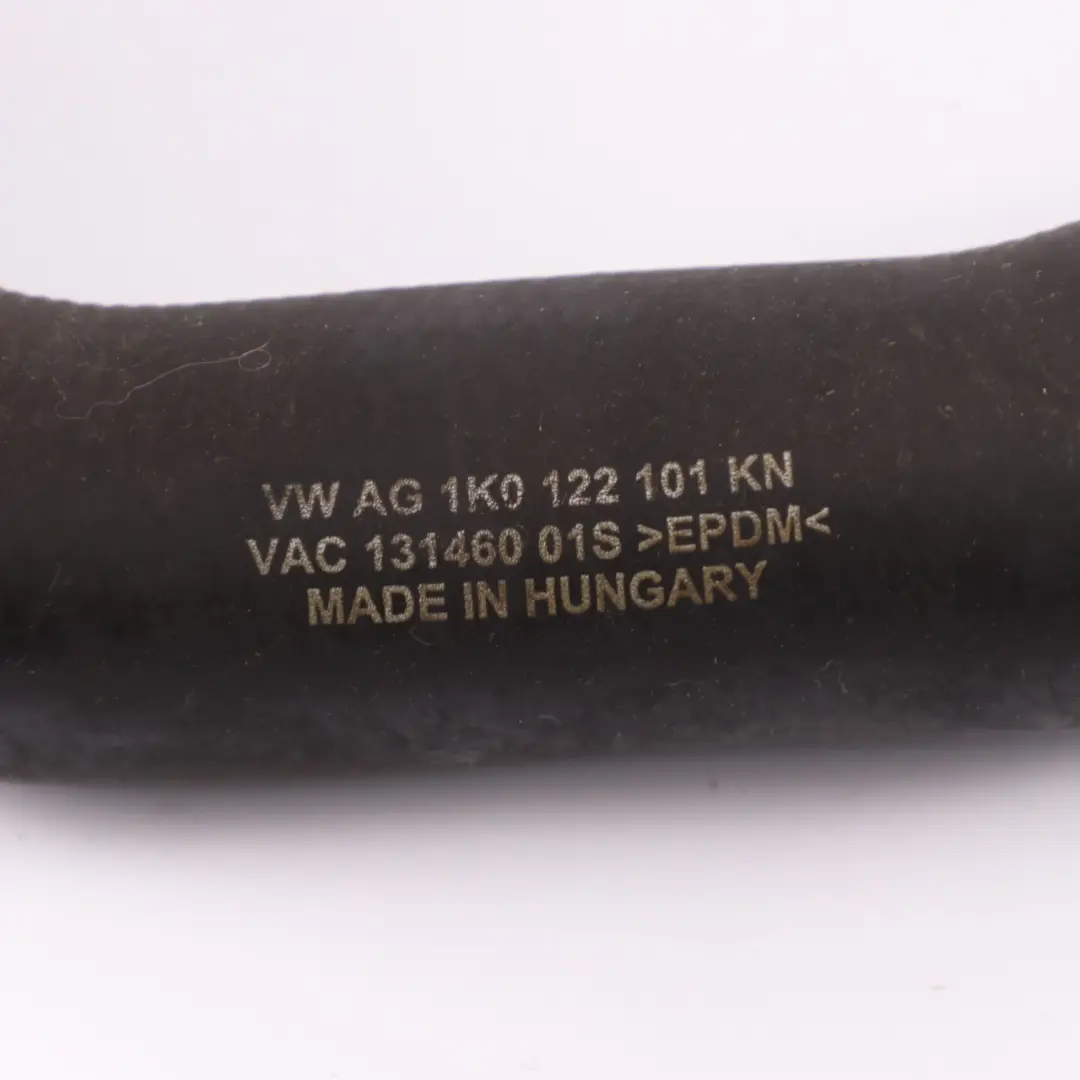 VW AG 1K0 122 101 KN
VAC 131460 01S >EPDM<
MADE IN HUNGARY